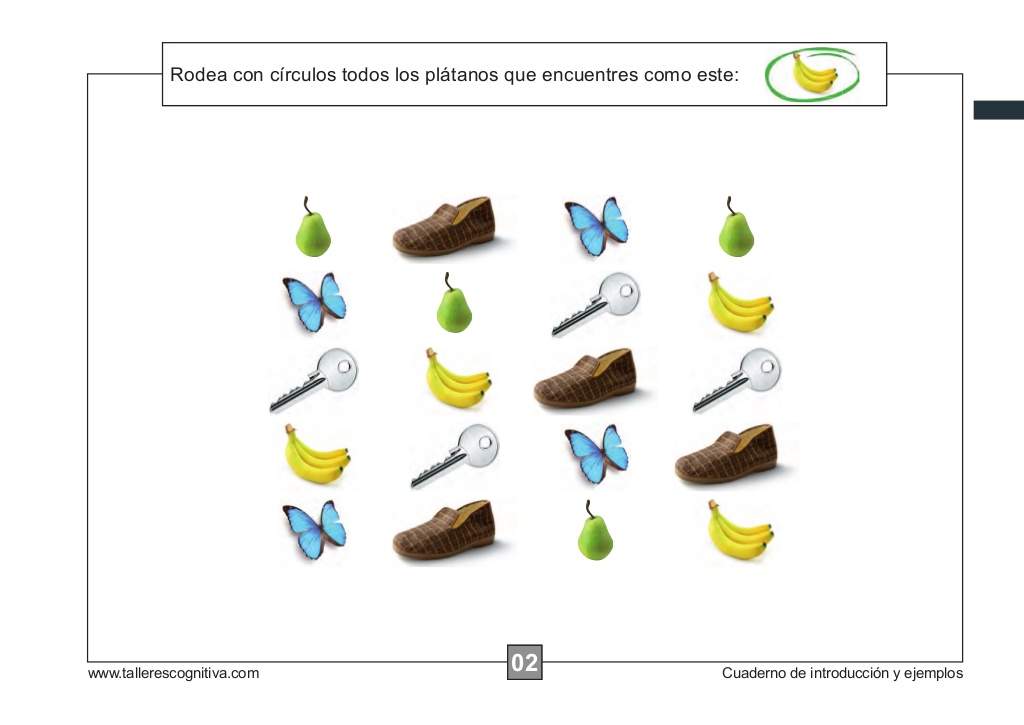 Rodea con círculos todos los plátanos que encuentres como este:
02
www.tallerescognitiva.com
Cuaderno de introducción y ejemplos